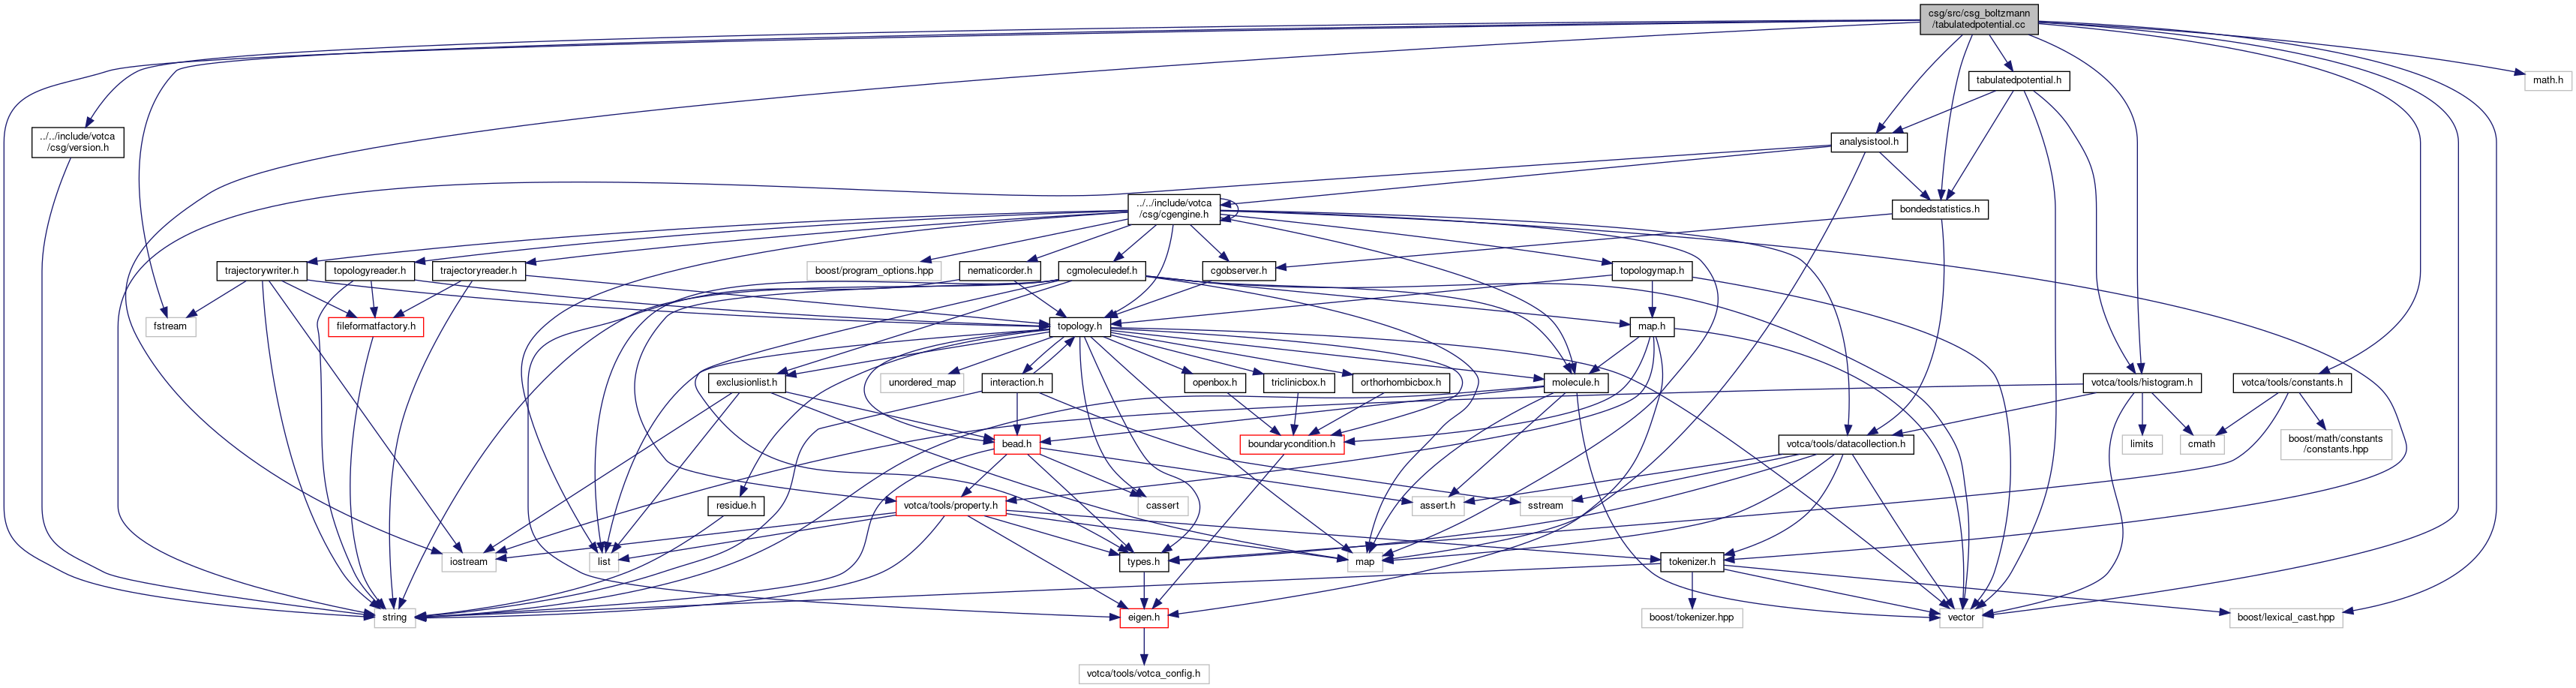 csg/src/csg_boltzmann
/tabulatedpotential.cc
tabulatedpotential.h
math.h
../../include/votca
/csg/version.h
analysistool.h
../../include/votca
/csg/cgengine.h
bondedstatistics.h
trajectorywriter.h
topologyreader.h
trajectoryreader.h
boost/program_options.hpp
nematicorder.h
cgmoleculedef.h
cgobserver.h
topologymap.h
fstream
fileformatfactory.h
topology.h
map.h
exclusionlist.h
unordered_map
interaction.h
openbox.h
triclinicbox.h
orthorhombicbox.h
molecule.h
votca/tools/histogram.h
votca/tools/constants.h
bead.h
boundarycondition.h
votca/tools/datacollection.h
limits
cmath
boost/math/constants
/constants.hpp
residue.h
votca/tools/property.h
cassert
assert.h
sstream
iostream
list
types.h
map
tokenizer.h
string
eigen.h
boost/tokenizer.hpp
vector
boost/lexical_cast.hpp
votca/tools/votca_config.h